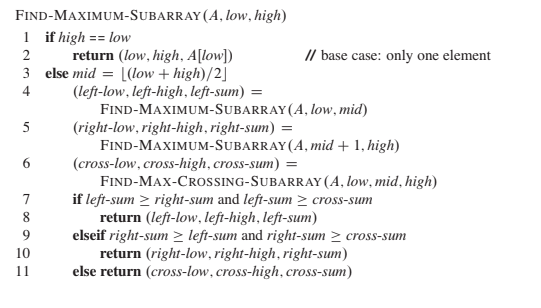 FIND-MAXIMUM-SUBARRAY(A, low, high)
1 if high == low
2 return (low, high, A[low]) // base case: only one element
3 else mid = ⌊(low + high)/2⌋
4 (left-low, left-high, left-sum) =
FIND-MAXIMUM-SUBARRAY(A, low, mid)
5 (right-low, right-high, right-sum) =
FIND-MAXIMUM-SUBARRAY(A, mid + 1, high)
6 (cross-low, cross-high, cross-sum) =
FIND-MAX-CROSSING-SUBARRAY(A, low, mid, high)
7 if left-sum ≥ right-sum and left-sum ≥ cross-sum
8 return (left-low, left-high, left-sum)
9 elseif right-sum ≥ left-sum and right-sum ≥ cross-sum
10 return (right-low, right-high, right-sum)
11 else return (cross-low, cross-high, cross-sum)